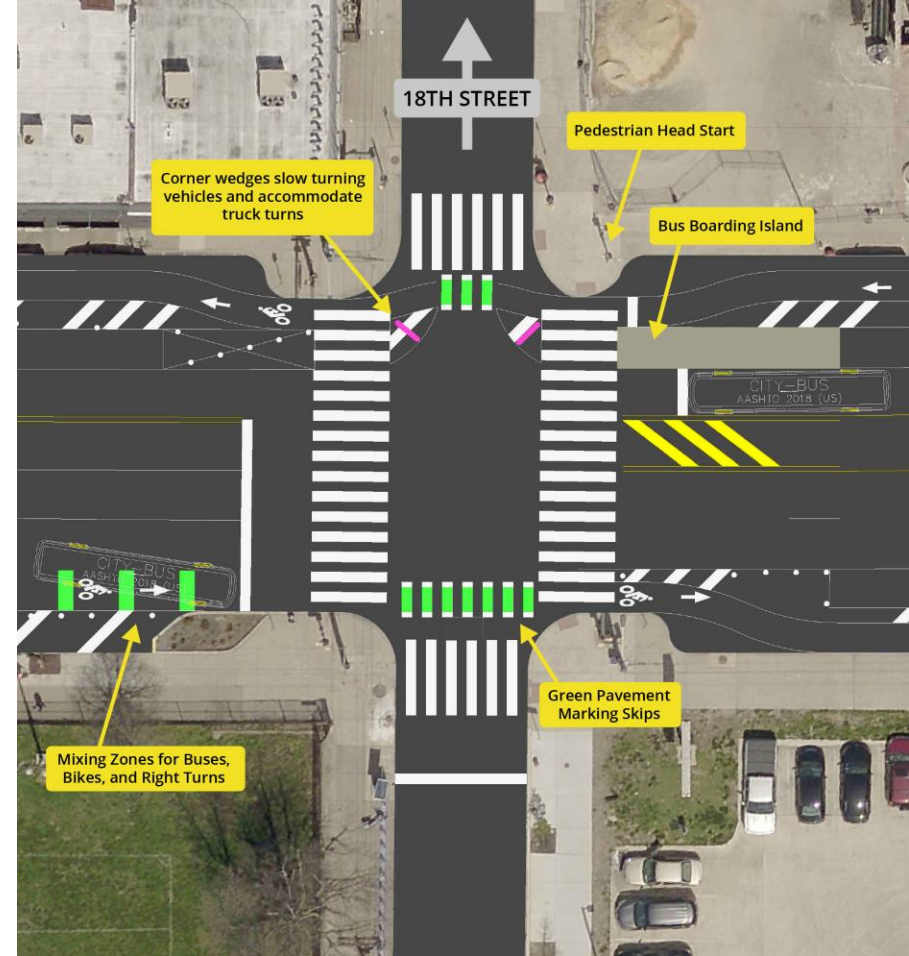 18TH STREET
Pedestrian Head Start
Corner wedges slow turning
vehicles and accommodate
truck turns
Bus Boarding Island
CITY-BUS
AASHTO 2018 (US)
CITY-BUS
AASHTO 2018 (US)
Green Pavement
Marking Skips
Mixing Zones for Buses,
Bikes, and Right Turns